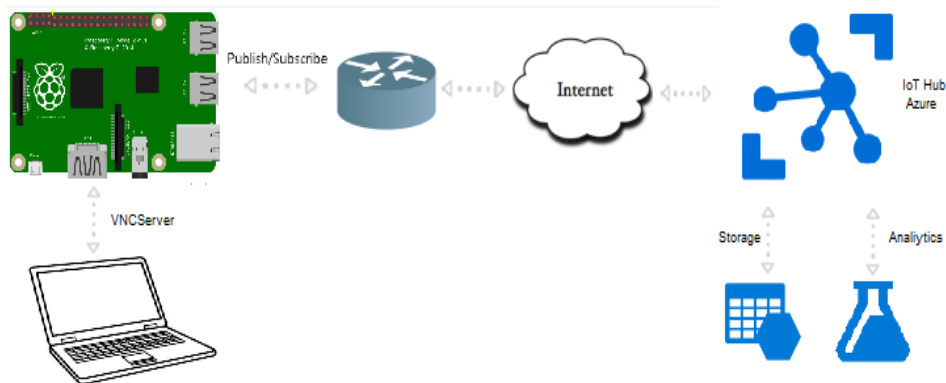 Publish/Subscribe
Internet
IoT Hub
Azure
VNCServer
Storage
Analiytics